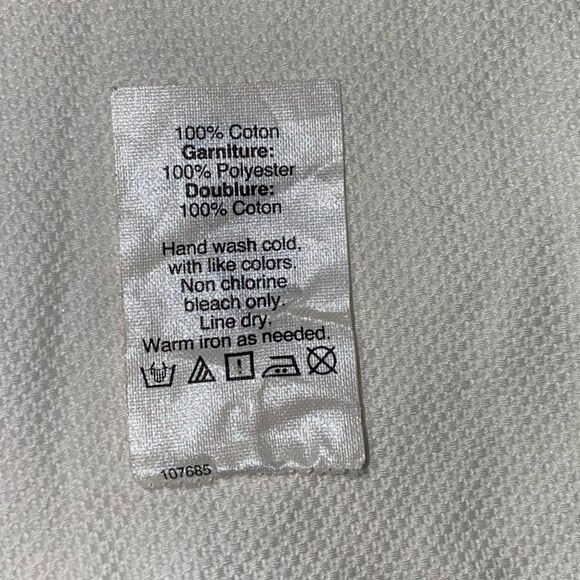 100% Coton
Garniture:
100% Polyester
Doublure:
100% Coton
Hand wash cold,
with like colors.
Non chlorine
bleach only.
Line dry.
Warm iron as needed.
107685